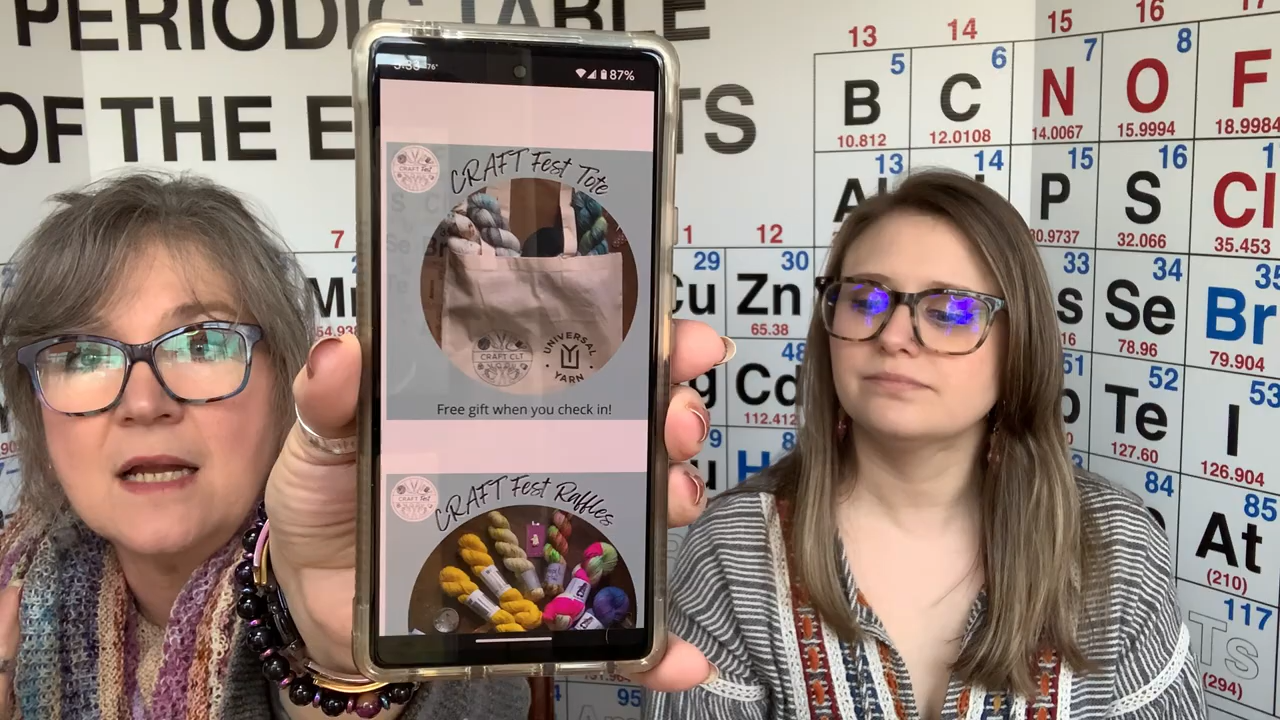 PERIODIC TABLE
OF THE E TS
13
14
15
16
5
B
10.812
6
C
12.0108
7
N
14.0067
8
O
15.9994
F
18.9984
13
14
15
P
16
S
32.066
Cl
35.453
7
12
29
Cu
30
Zn
65.38
33
34
Se
78.96
35
Br
79.904
48
Cd
112.412
52
Te
127.60
53
I
126.904
84
85
At
(210)
117
Ts
(294)
95
87%
CRAFT Fest Tote
CRAFT CLT
UNIVERSAL
YARN
Free gift when you check in!
CRAFT Fest Raffles